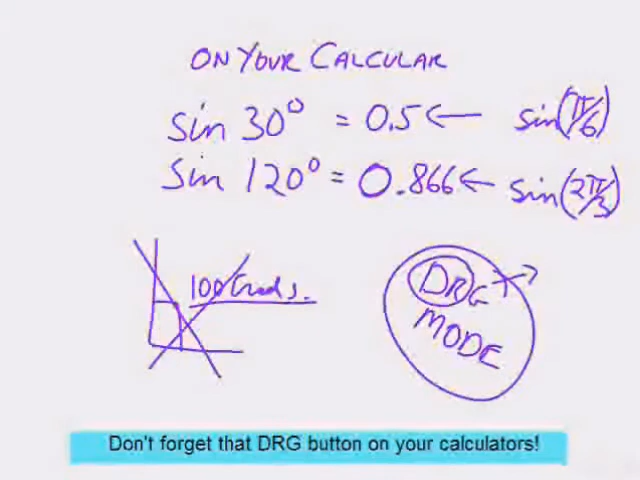 ON YOUR CALCULAR
sin 30° = 0.5 ← sin(π/6)
sin 120° = 0.866 ← sin(2π/3)
100 Grads.
DRG
MODE
Don't forget that DRG button on your calculators!